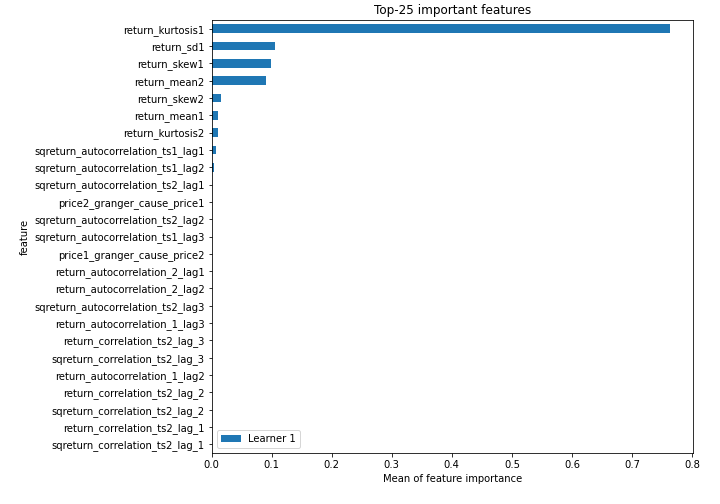 Top-25 important features
return_kurtosis1
return_sd1
return_skew1
return_mean2
return_skew2
return_mean1
return_kurtosis2
sqreturn_autocorrelation_ts1_lag1
sqreturn_autocorrelation_ts1_lag2
sqreturn_autocorrelation_ts2_lag1
price2_granger_cause_price1
sqreturn_autocorrelation_ts2_lag2
sqreturn_autocorrelation_ts1_lag3
price1_granger_cause_price2
return_autocorrelation_2_lag1
return_autocorrelation_2_lag2
sqreturn_autocorrelation_ts2_lag3
return_autocorrelation_1_lag3
return_correlation_ts2_lag_3
sqreturn_correlation_ts2_lag_3
return_autocorrelation_1_lag2
return_correlation_ts2_lag_2
sqreturn_correlation_ts2_lag_2
return_correlation_ts2_lag_1
sqreturn_correlation_ts2_lag_1
feature
Learner 1
0.0 0.1 0.2 0.3 0.4 0.5 0.6 0.7 0.8
Mean of feature importance